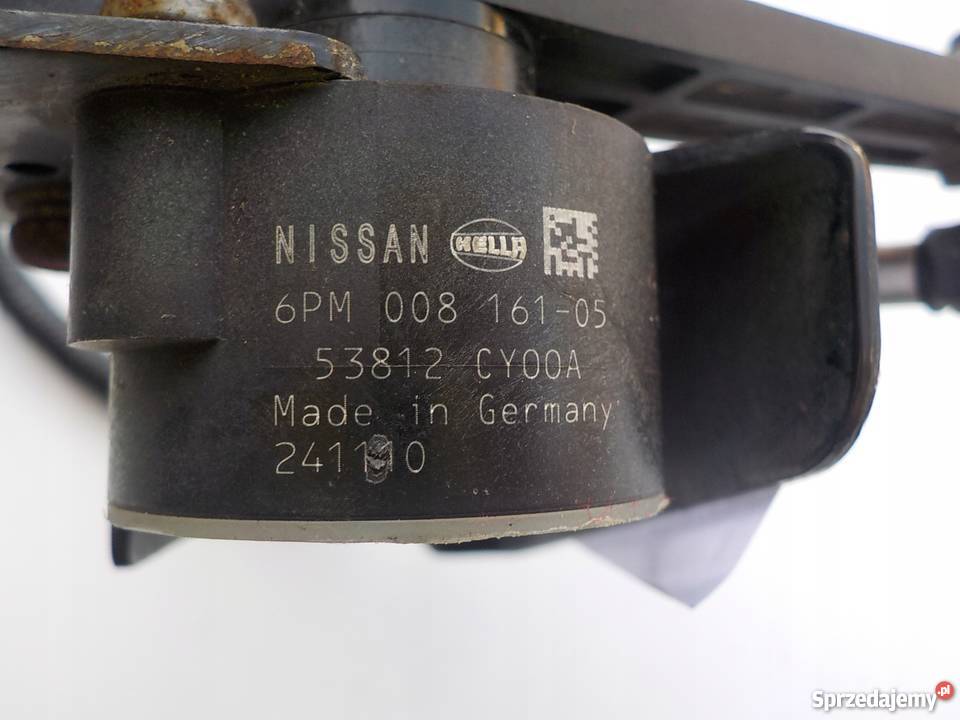 NISSAN HELLA
6PM 008 161-05
53812 CY00A
Made in Germany
Sprzedajemy.pl